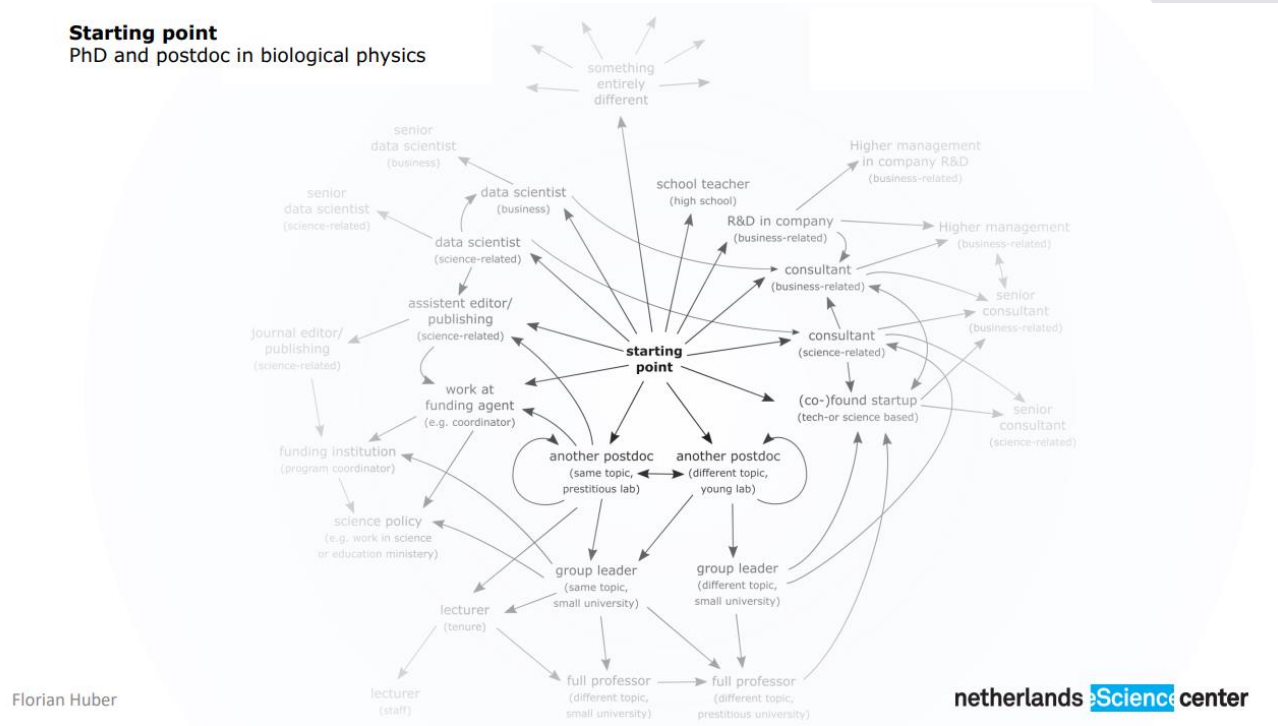 Starting point
PhD and postdoc in biological physics
something
entirely
different
senior
data scientist
(business)
Higher management
in company R&D
(business-related)
school teacher
(high school)
data scientist
(business)
senior
data scientist
(science-related)
R&D in company
(business-related)
Higher management
(business-related)
data scientist
(science-related)
consultant
(business-related)
senior
consultant
(business-related)
assistent editor/
publishing
(science-related)
journal editor/
publishing
(science-related)
consultant
(science-related)
starting
point
work at
funding agent
(e.g. coordinator)
(co-)found startup
(tech-or science based)
senior
consultant
(science-related)
funding institution
(program coordinator)
another postdoc
(same topic,
prestitious lab)
another postdoc
(different topic,
young lab)
science policy
(e.g. work in science
or education ministery)
group leader
(same topic,
small university)
group leader
(different topic,
small university)
lecturer
(tenure)
lecturer
(staff)
full professor
(different topic,
small university)
full professor
(different topic,
prestitious university)
Florian Huber
netherlands eScience center